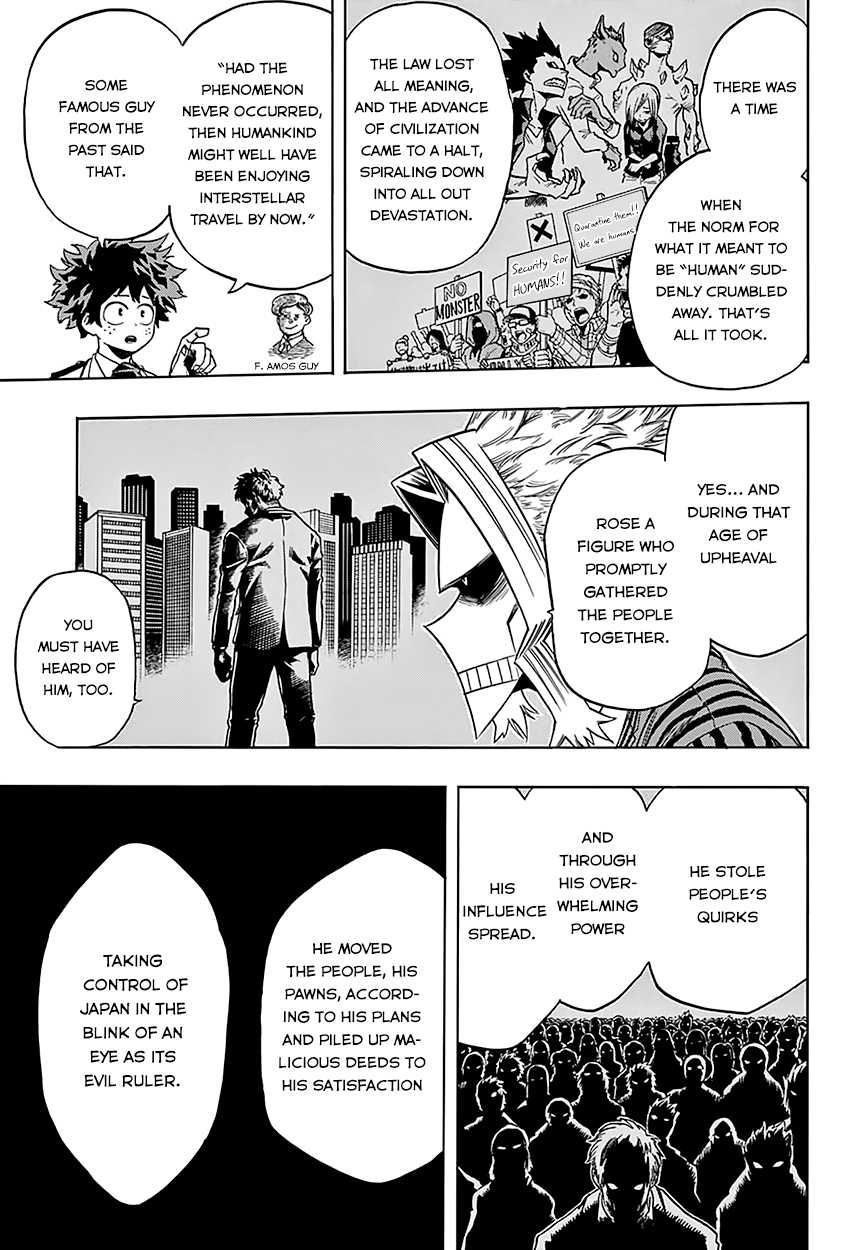 THERE WAS
A TIME
WHEN
THE NORM FOR
WHAT IT MEANT TO
BE "HUMAN" SUD-
DENLY CRUMBLED
AWAY. THAT'S
ALL IT TOOK.
THE LAW LOST
ALL MEANING,
AND THE ADVANCE
OF CIVILIZATION
CAME TO A HALT,
SPIRALING DOWN
INTO ALL OUT
DEVASTATION.
Quarantine them!!
We are humans
Security for
HUMANS!!
NO
MONSTER
"HAD THE
PHENOMENON
NEVER OCCURRED,
THEN HUMANKIND
MIGHT WELL HAVE
BEEN ENJOYING
INTERSTELLAR
TRAVEL BY NOW."
SOME
FAMOUS GUY
FROM THE
PAST SAID
THAT.
F. AMOS GUY
YES... AND
DURING THAT
AGE OF
UPHEAVAL
ROSE A
FIGURE WHO
PROMPTLY
GATHERED
THE PEOPLE
TOGETHER.
YOU
MUST HAVE
HEARD OF
HIM, TOO.
HE STOLE
PEOPLE'S
QUIRKS
AND
THROUGH
HIS OVER-
WHELMING
POWER
HIS
INFLUENCE
SPREAD.
HE MOVED
THE PEOPLE, HIS
PAWNS, ACCORD-
ING TO HIS PLANS
AND PILED UP MA-
LICIOUS DEEDS TO
HIS SATISFACTION
TAKING
CONTROL OF
JAPAN IN THE
BLINK OF AN
EYE AS ITS
EVIL RULER.